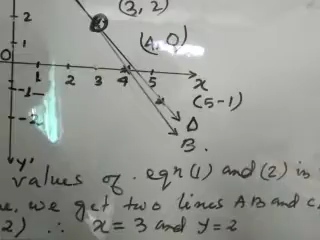 (3, 2)
2
1
(4, 0)
0
1 2 3 4 5 x
-1
(5-1)
-2
D
B.
Y'
values of eqn (1) and (2) is
we get two lines AB and C
2) ∴ x = 3 and y = 2